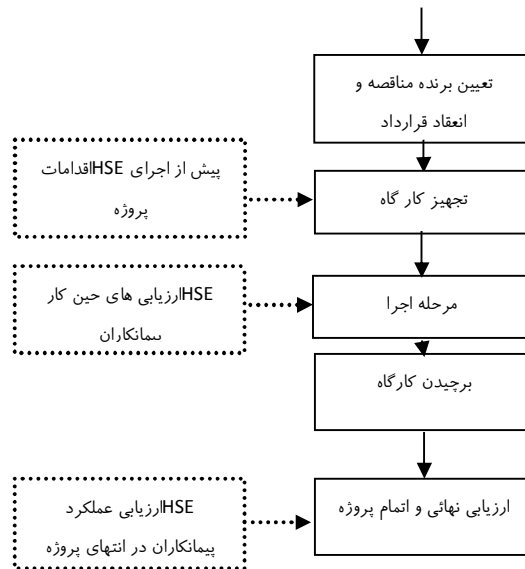 تعیین برنده مناقصه و
انعقاد قرارداد
پیش از اجرای HSEاقدامات
پروژه
تجهیز کار گاه
HSEارزیابی های حین کار
پیمانکاران
مرحله اجرا
برچیدن کارگاه
ارزیابی نهائی و اتمام پروژه
HSEارزیابی عملکرد
پیمانکاران در انتهای پروژه